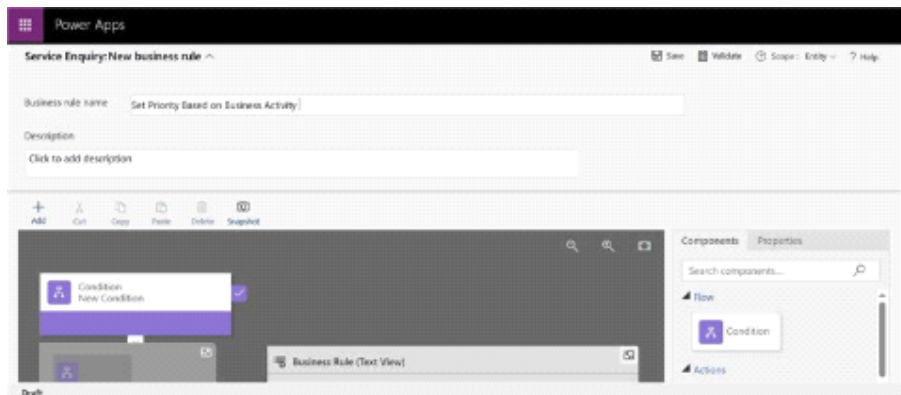 Power Apps
Service Enquiry:New business rule
Save Validate Scope: Entity ? Help
Business rule name Set Priority Based on Business Activity
Description
Click to add description
Add Cut Copy Paste Delete Snapshot
Components Properties
Search components...
Condition
New Condition
Flow
Condition
Business Rule (Text View)
Actions
Draft